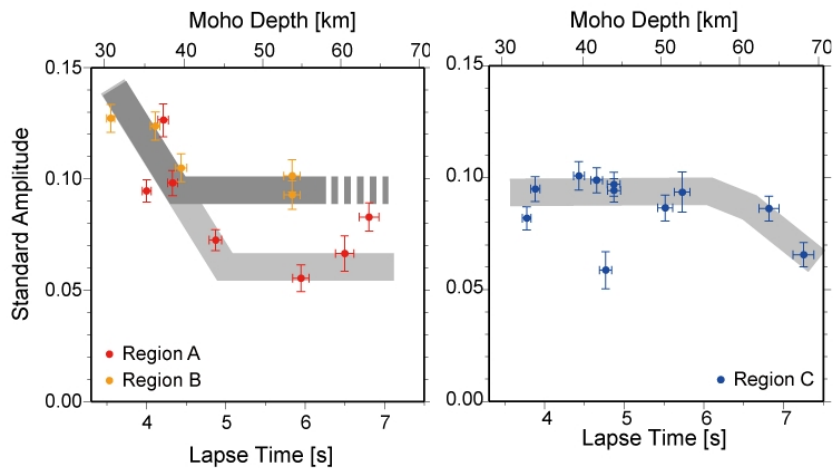 Moho Depth [km]
30 40 50 60 70
0.15
0.10
0.05
0.00
Standard Amplitude
Region A
Region B
4 5 6 7
Lapse Time [s]
Moho Depth [km]
30 40 50 60 70
0.15
0.10
0.05
0.00
Region C
4 5 6 7
Lapse Time [s]